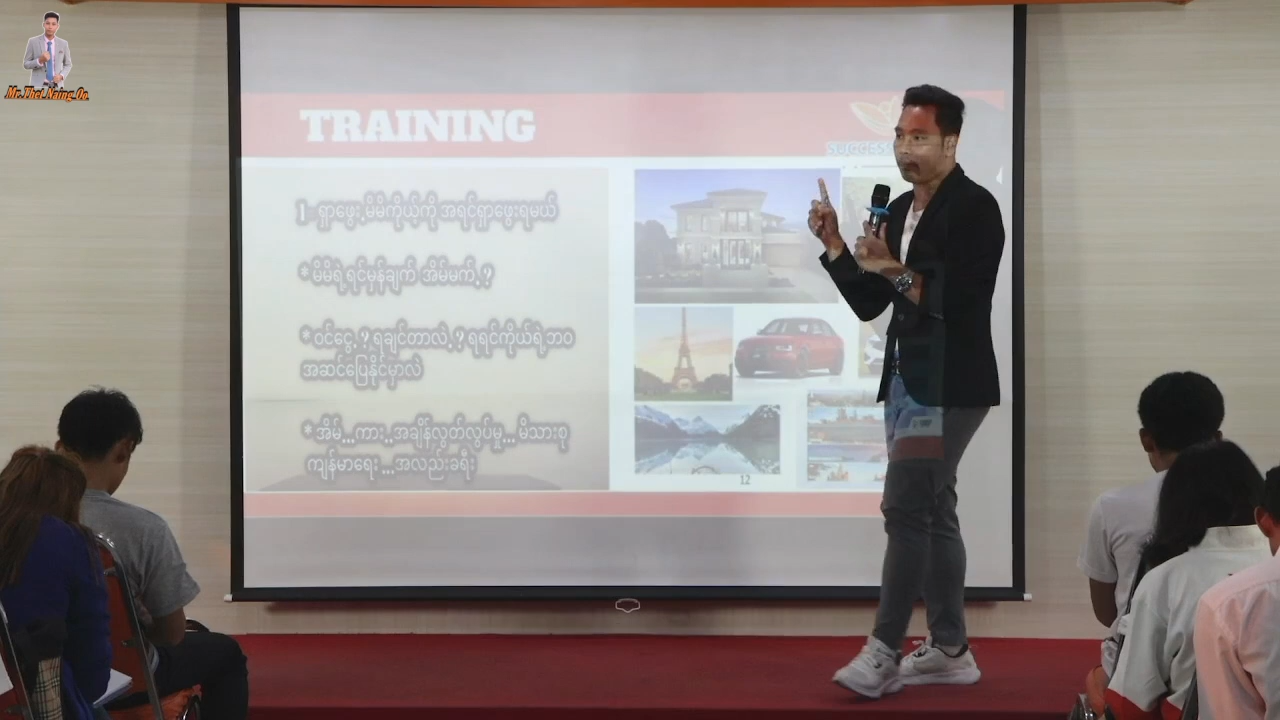 Mr.Thet Naing Oo
TRAINING
SUCCESS
1 ရှာဖွေ့ မိမိကိုယ့်ကို အရင်ရှာဖွေးရမယ်
* မိမိရဲ့ရင်မှန်ချက် အိမ်မက့် ?
* ဝင်ငွေ့ ? ရချင်တာလဲ့ ? ရရင်ကိုယ်ရဲ့ဘဝ
အဆင်ပြေနိုင်မှာလဲ
* အိမ်...ကား..အချိန်လွတ်လွပ်မှု... မိသားစု
ကျန်မာရေး ...အလည်းခရီး
12